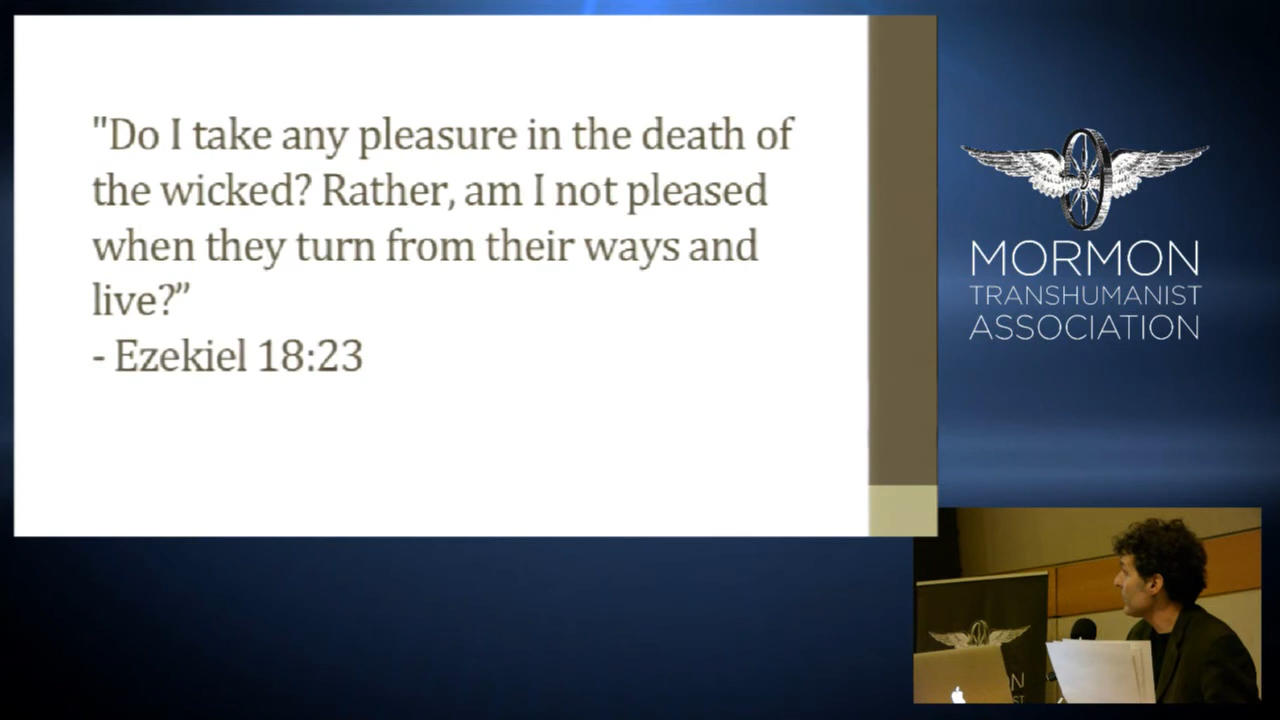 "Do I take any pleasure in the death of
the wicked? Rather, am I not pleased
when they turn from their ways and
live?”
- Ezekiel 18:23
MORMON
TRANSHUMANIST
ASSOCIATION